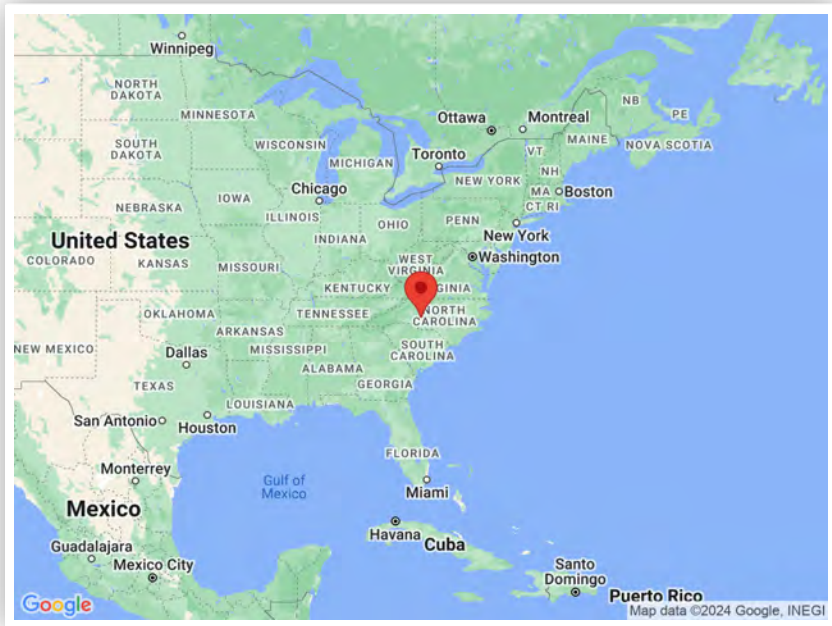 Winnipeg
NORTH
DAKOTA
MINNESOTA
NB
PE
Ottawa
Montreal
MAINE
NOVA SCOTIA
SOUTH
DAKOTA
WISCONSIN
MICHIGAN
Toronto
VT
NH
NEW YORK
MA
Boston
CT RI
IOWA
Chicago
NEBRASKA
ILLINOIS
OHIO
PENN
New York
United States
INDIANA
COLORADO
KANSAS
MISSOURI
WEST
VIRGINIA
Washington
KENTUCKY
GINIA
OKLAHOMA
TENNESSEE
NORTH
CAROLINA
ARKANSAS
NEW MEXICO
MISSISSIPPI
SOUTH
CAROLINA
Dallas
ALABAMA
TEXAS
GEORGIA
LOUISIANA
San Antonio
Houston
FLORIDA
Monterrey
Gulf of
Mexico
Miami
Mexico
Havana
Cuba
Guadalajara
Mexico City
Santo
Domingo
Puerto Rico
Google
Map data ©2024 Google, INEGI